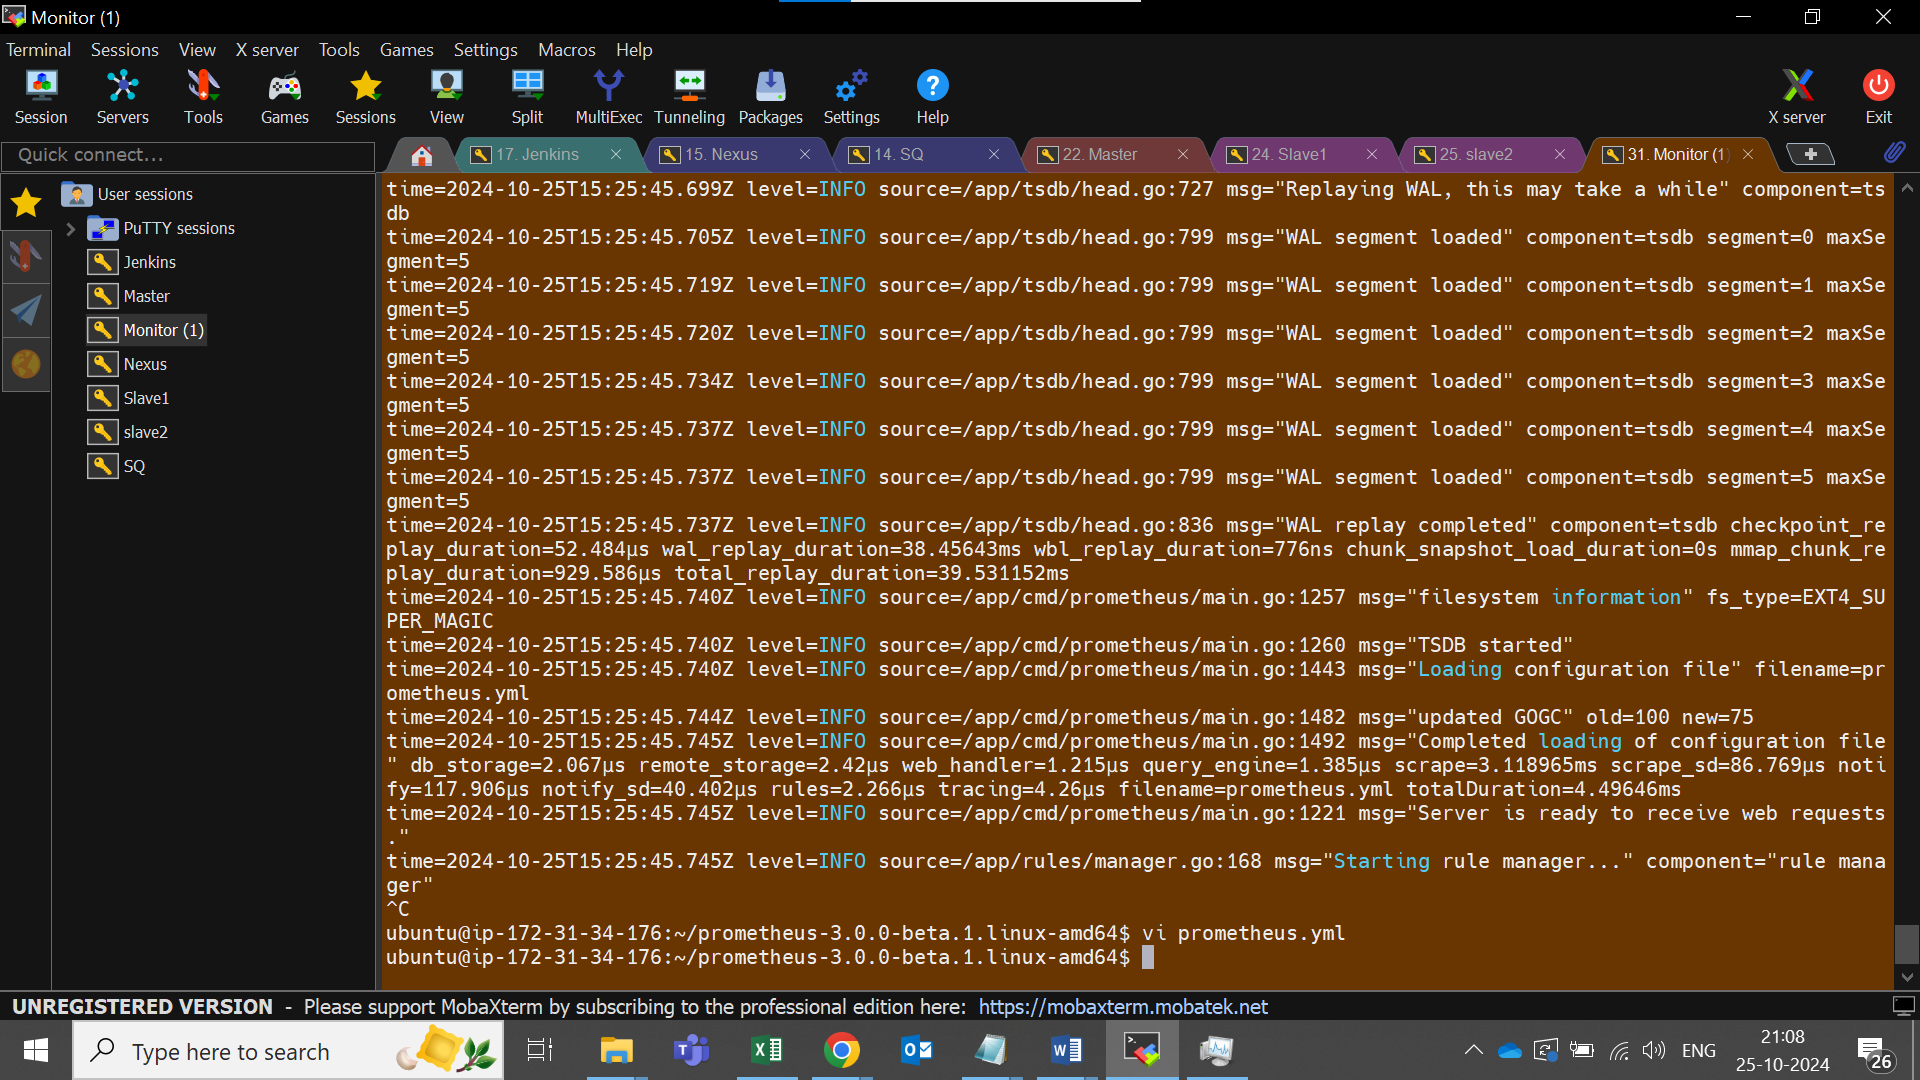 Monitor (1)
Terminal Sessions View X server Tools Games Settings Macros Help
Session Servers Tools Games Sessions View Split MultiExec Tunneling Packages Settings Help X server Exit
Quick connect...
17. Jenkins 15. Nexus 14. SQ 22. Master 24. Slave1 25. slave2 31. Monitor (1)
User sessions
PuTTY sessions
Jenkins
Master
Monitor (1)
Nexus
Slave1
slave2
SQ
time=2024-10-25T15:25:45.699Z level=INFO source=/app/tsdb/head.go:727 msg="Replaying WAL, this may take a while" component=ts
db
time=2024-10-25T15:25:45.705Z level=INFO source=/app/tsdb/head.go:799 msg="WAL segment loaded" component=tsdb segment=0 maxSe
gment=5
time=2024-10-25T15:25:45.719Z level=INFO source=/app/tsdb/head.go:799 msg="WAL segment loaded" component=tsdb segment=1 maxSe
gment=5
time=2024-10-25T15:25:45.720Z level=INFO source=/app/tsdb/head.go:799 msg="WAL segment loaded" component=tsdb segment=2 maxSe
gment=5
time=2024-10-25T15:25:45.734Z level=INFO source=/app/tsdb/head.go:799 msg="WAL segment loaded" component=tsdb segment=3 maxSe
gment=5
time=2024-10-25T15:25:45.737Z level=INFO source=/app/tsdb/head.go:799 msg="WAL segment loaded" component=tsdb segment=4 maxSe
gment=5
time=2024-10-25T15:25:45.737Z level=INFO source=/app/tsdb/head.go:799 msg="WAL segment loaded" component=tsdb segment=5 maxSe
gment=5
time=2024-10-25T15:25:45.737Z level=INFO source=/app/tsdb/head.go:836 msg="WAL replay completed" component=tsdb checkpoint_re
play_duration=52.484µs wal_replay_duration=38.45643ms wbl_replay_duration=776ns chunk_snapshot_load_duration=0s mmap_chunk_re
play_duration=929.586µs total_replay_duration=39.531152ms
time=2024-10-25T15:25:45.740Z level=INFO source=/app/cmd/prometheus/main.go:1257 msg="filesystem information" fs_type=EXT4_SU
PER_MAGIC
time=2024-10-25T15:25:45.740Z level=INFO source=/app/cmd/prometheus/main.go:1260 msg="TSDB started"
time=2024-10-25T15:25:45.740Z level=INFO source=/app/cmd/prometheus/main.go:1443 msg="Loading configuration file" filename=pr
ometheus.yml
time=2024-10-25T15:25:45.744Z level=INFO source=/app/cmd/prometheus/main.go:1482 msg="updated GOGC" old=100 new=75
time=2024-10-25T15:25:45.745Z level=INFO source=/app/cmd/prometheus/main.go:1492 msg="Completed loading of configuration file
" db_storage=2.067µs remote_storage=2.42µs web_handler=1.215µs query_engine=1.385µs scrape=3.118965ms scrape_sd=86.769µs noti
fy=117.906µs notify_sd=40.402µs rules=2.266µs tracing=4.26µs filename=prometheus.yml totalDuration=4.49646ms
time=2024-10-25T15:25:45.745Z level=INFO source=/app/cmd/prometheus/main.go:1221 msg="Server is ready to receive web requests
."
time=2024-10-25T15:25:45.745Z level=INFO source=/app/rules/manager.go:168 msg="Starting rule manager..." component="rule mana
ger"
^C
ubuntu@ip-172-31-34-176:~/prometheus-3.0.0-beta.1.linux-amd64$ vi prometheus.yml
ubuntu@ip-172-31-34-176:~/prometheus-3.0.0-beta.1.linux-amd64$
UNREGISTERED VERSION - Please support MobaXterm by subscribing to the professional edition here: https://mobaxterm.mobatek.net
Type here to search
ENG
21:08
25-10-2024
26